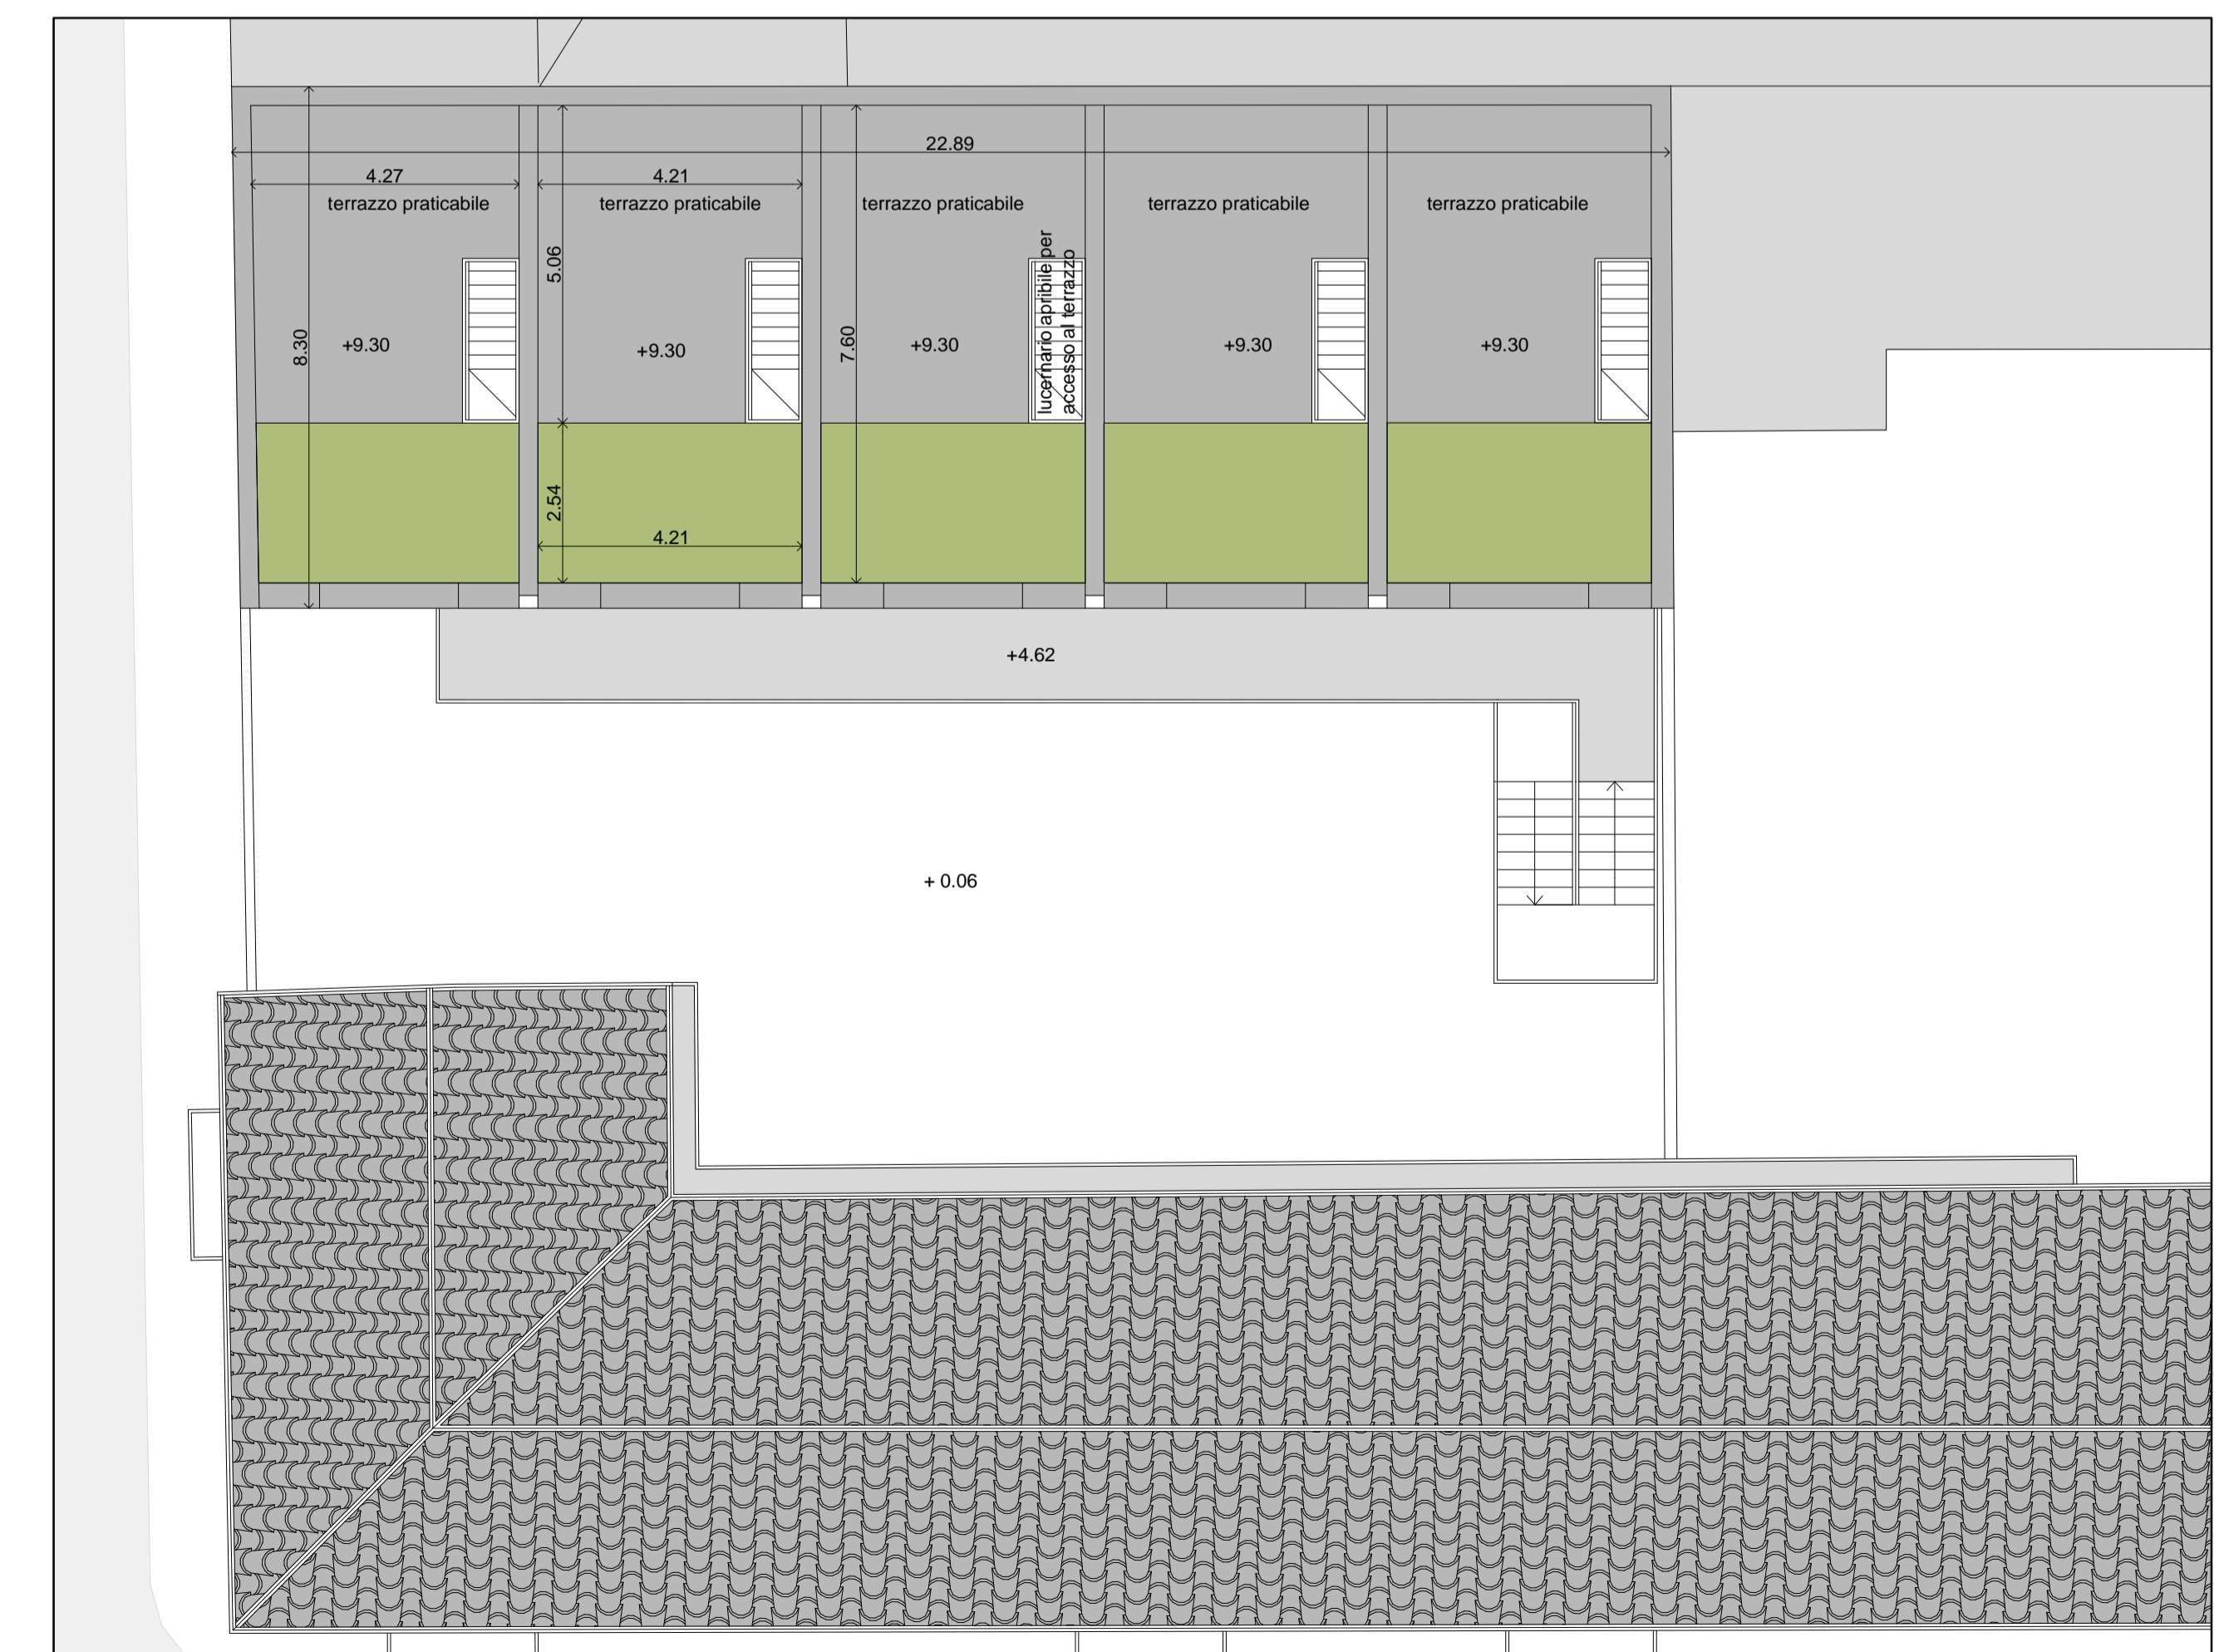 22.89
4.27
4.21
terrazzo praticabile
terrazzo praticabile
terrazzo praticabile
terrazzo praticabile
terrazzo praticabile
5.06
lucernario apribile per
accesso al terrazzo
8.30
+9.30
+9.30
7.60
+9.30
+9.30
+9.30
2.54
4.21
+4.62
+ 0.06